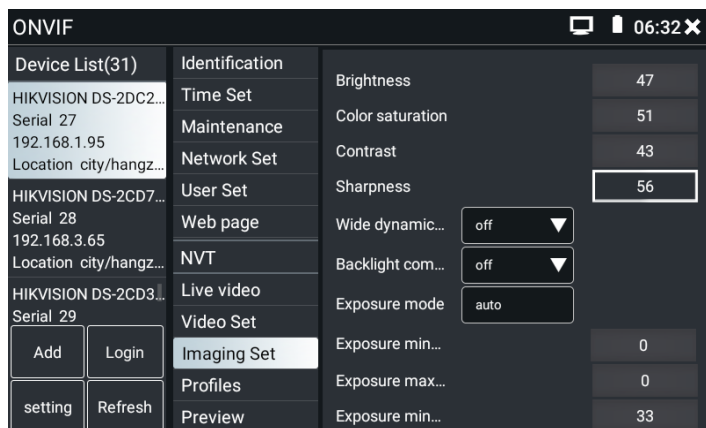 ONVIF
06:32
Device List(31)
HIKVISION DS-2DC2...
Serial 27
192.168.1.95
Location city/hangz...
HIKVISION DS-2CD7...
Serial 28
192.168.3.65
Location city/hangz...
HIKVISION DS-2CD3...
Serial 29
Add
Login
setting
Refresh
Identification
Time Set
Maintenance
Network Set
User Set
Web page
NVT
Live video
Video Set
Imaging Set
Profiles
Preview
Brightness 47
Color saturation 51
Contrast 43
Sharpness 56
Wide dynamic... off
Backlight com... off
Exposure mode auto
Exposure min... 0
Exposure max... 0
Exposure min... 33